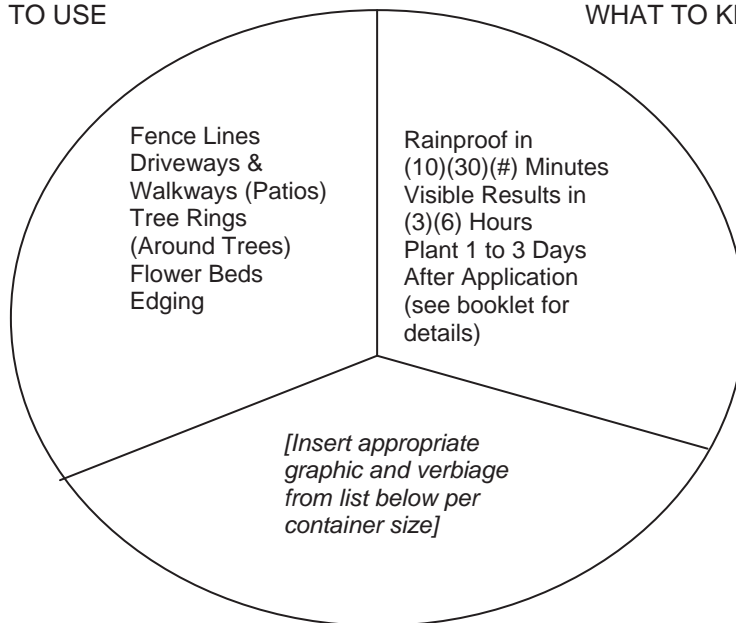 TO USE
WHAT TO
Fence Lines
Driveways &
Walkways (Patios)
Tree Rings
(Around Trees)
Flower Beds
Edging
Rainproof in
(10)(30)(#) Minutes
Visible Results in
(3)(6) Hours
Plant 1 to 3 Days
After Application
(see booklet for
details)
[Insert appropriate
graphic and verbiage
from list below per
container size]